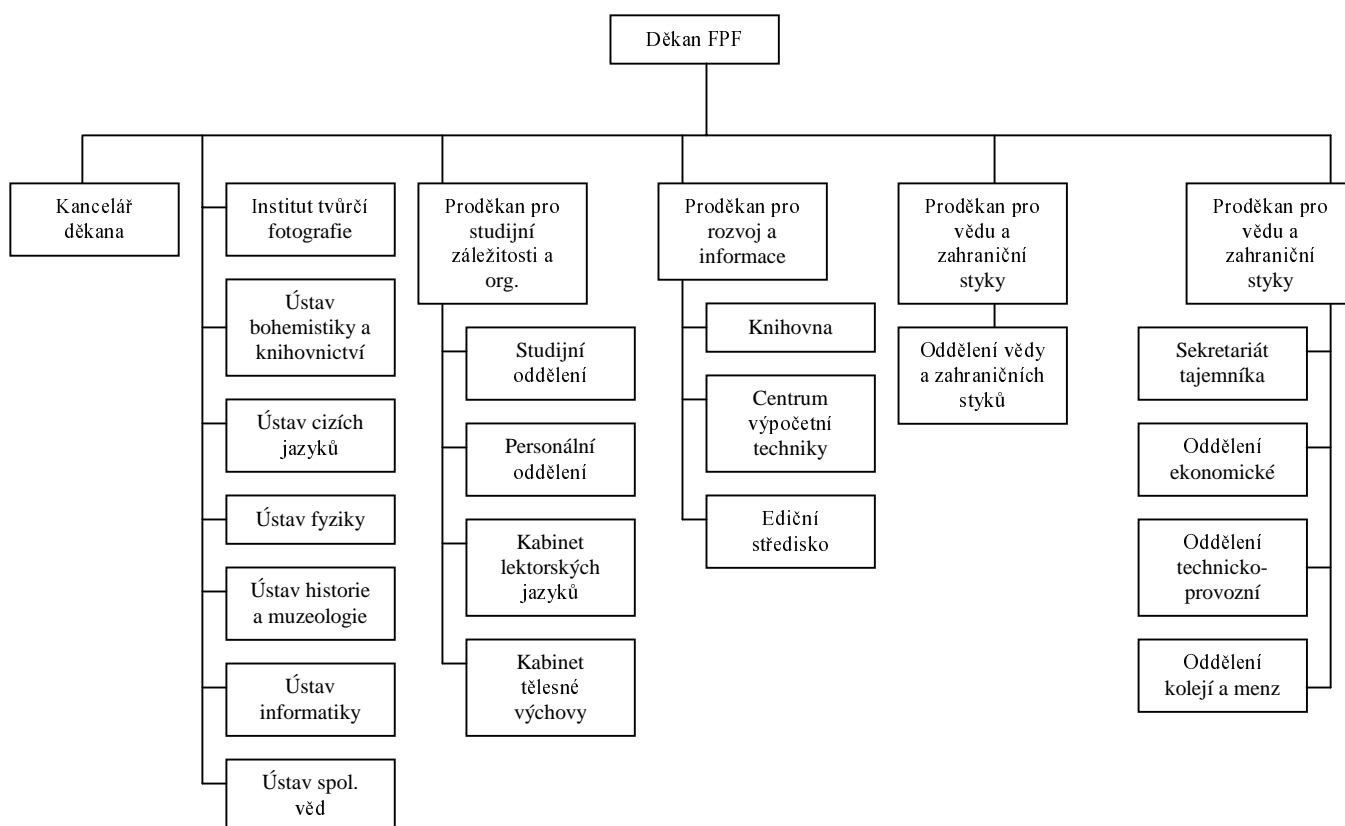 Děkan FPF
Kancelář
děkana
Institut tvůrčí
fotografie
Ústav
bohemistiky a
knihovnictví
Ústav cizích
jazyků
Ústav fyziky
Ústav historie
a muzeologie
Ústav
informatiky
Ústav spol.
věd
Proděkan pro
studijní
záležitosti a
org.
Studijní
oddělení
Personální
oddělení
Kabinet
lektorských
jazyků
Kabinet
tělesné
výchovy
Proděkan pro
rozvoj a
informace
Knihovna
Centrum
výpočetní
techniky
Ediční
středisko
Proděkan pro
vědu a
zahraniční
styky
Oddělení vědy
a zahraničních
styků
Proděkan pro
vědu a
zahraniční
styky
Sekretariát
tajemníka
Oddělení
ekonomické
Oddělení
technicko-
provozní
Oddělení
kolejí a menz